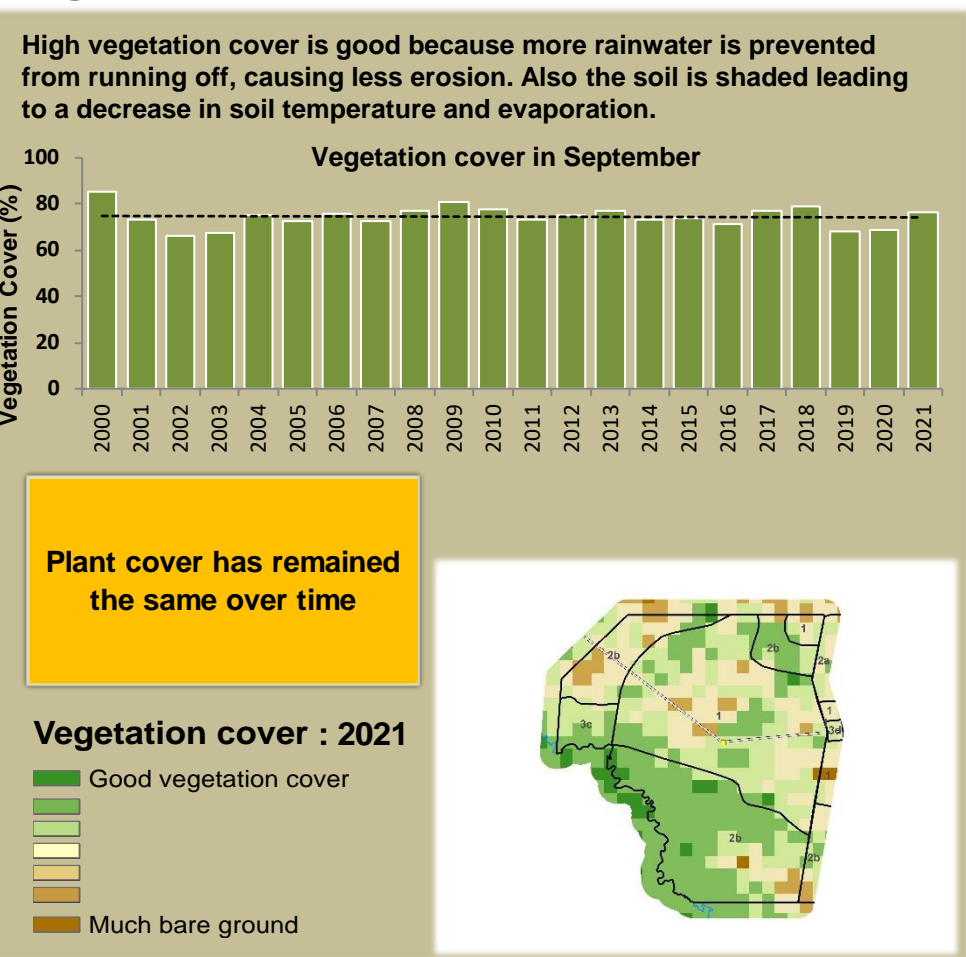 High vegetation cover is good because more rainwater is prevented
from running off, causing less erosion. Also the soil is shaded leading
to a decrease in soil temperature and evaporation.
Vegetation cover in September
Vegetation Cover (%)
100
80
60
40
20
0
2000 2001 2002 2003 2004 2005 2006 2007 2008 2009 2010 2011 2012 2013 2014 2015 2016 2017 2018 2019 2020 2021
Plant cover has remained
the same over time
Vegetation cover : 2021
Good vegetation cover
Much bare ground
1
2b
2b
2a
1
3c
1
3d
1
2b
2b